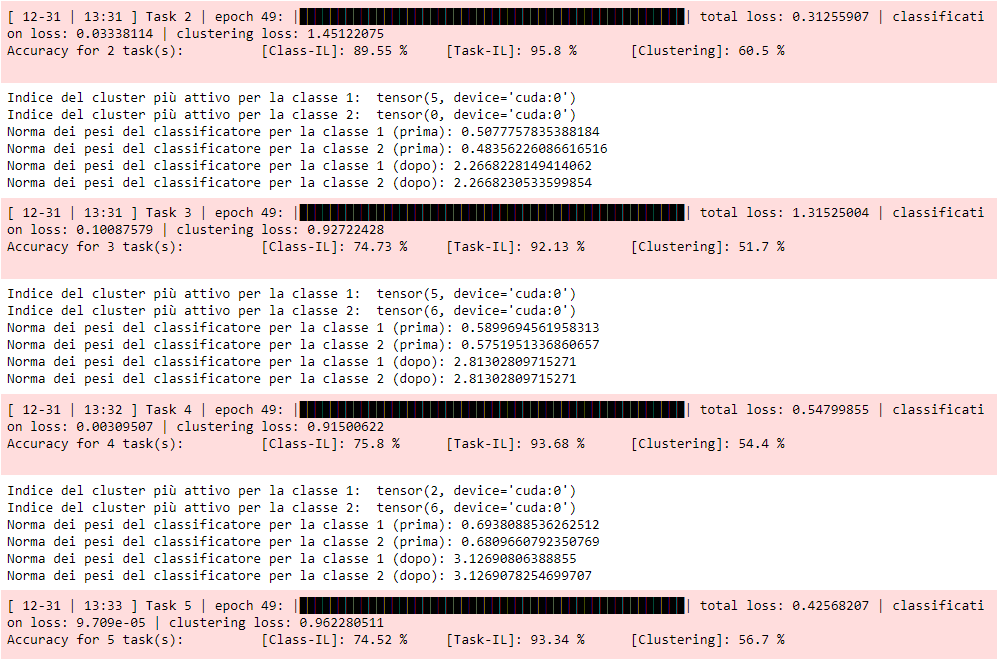 [ 12-31 | 13:31 ] Task 2 | epoch 49: || total loss: 0.31255907 | classificati
on loss: 0.03338114 | clustering loss: 1.45122075
Accuracy for 2 task(s): [Class-IL]: 89.55 % [Task-IL]: 95.8 % [Clustering]: 60.5 %
Indice del cluster più attivo per la classe 1: tensor(5, device='cuda:0')
Indice del cluster più attivo per la classe 2: tensor(0, device='cuda:0')
Norma dei pesi del classificatore per la classe 1 (prima): 0.5077757835388184
Norma dei pesi del classificatore per la classe 2 (prima): 0.48356226086616516
Norma dei pesi del classificatore per la classe 1 (dopo): 2.2668228149414062
Norma dei pesi del classificatore per la classe 2 (dopo): 2.2668230533599854
[ 12-31 | 13:31 ] Task 3 | epoch 49: || total loss: 1.31525004 | classificati
on loss: 0.10087579 | clustering loss: 0.92722428
Accuracy for 3 task(s): [Class-IL]: 74.73 % [Task-IL]: 92.13 % [Clustering]: 51.7 %
Indice del cluster più attivo per la classe 1: tensor(5, device='cuda:0')
Indice del cluster più attivo per la classe 2: tensor(6, device='cuda:0')
Norma dei pesi del classificatore per la classe 1 (prima): 0.5899694561958313
Norma dei pesi del classificatore per la classe 2 (prima): 0.5751951336860657
Norma dei pesi del classificatore per la classe 1 (dopo): 2.81302809715271
Norma dei pesi del classificatore per la classe 2 (dopo): 2.81302809715271
[ 12-31 | 13:32 ] Task 4 | epoch 49: || total loss: 0.54799855 | classificati
on loss: 0.00309507 | clustering loss: 0.91500622
Accuracy for 4 task(s): [Class-IL]: 75.8 % [Task-IL]: 93.68 % [Clustering]: 54.4 %
Indice del cluster più attivo per la classe 1: tensor(2, device='cuda:0')
Indice del cluster più attivo per la classe 2: tensor(6, device='cuda:0')
Norma dei pesi del classificatore per la classe 1 (prima): 0.6938088536262512
Norma dei pesi del classificatore per la classe 2 (prima): 0.6809660792350769
Norma dei pesi del classificatore per la classe 1 (dopo): 3.12690806388855
Norma dei pesi del classificatore per la classe 2 (dopo): 3.1269078254699707
[ 12-31 | 13:33 ] Task 5 | epoch 49: || total loss: 0.42568207 | classificati
on loss: 9.709e-05 | clustering loss: 0.962280511
Accuracy for 5 task(s): [Class-IL]: 74.52 % [Task-IL]: 93.34 % [Clustering]: 56.7 %